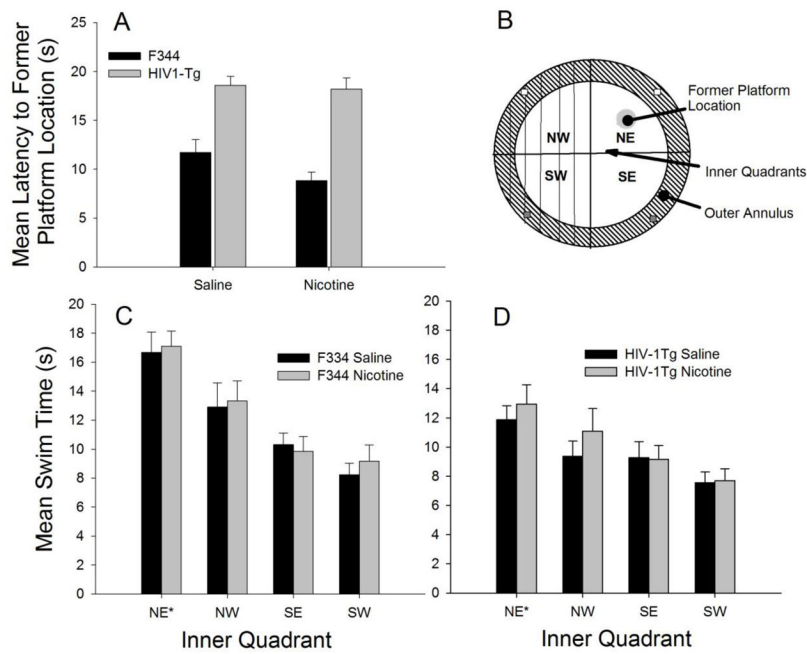 A
Mean Latency to Former
Platform Location (s)
25
20
15
10
5
0
F344
HIV1-Tg
Saline
Nicotine
B
NW
NE
SW
SE
Former Platform
Location
Inner Quadrants
Outer Annulus
C
Mean Swim Time (s)
20
18
16
14
12
10
8
6
4
2
0
F334 Saline
F344 Nicotine
NE*
NW
SE
SW
Inner Quadrant
D
20
18
16
14
12
10
8
6
4
2
0
HIV-1Tg Saline
HIV-1Tg Nicotine
NE*
NW
SE
SW
Inner Quadrant